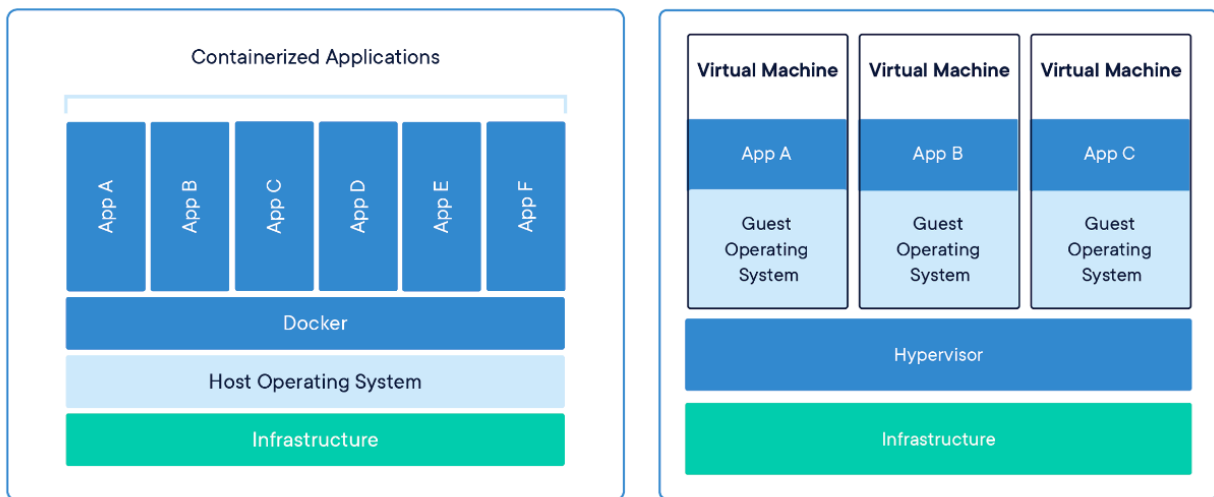 Containerized Applications
App A
App B
App C
App D
App E
App F
Docker
Host Operating System
Infrastructure
Virtual Machine
App A
Guest
Operating
System
Virtual Machine
App B
Guest
Operating
System
Virtual Machine
App C
Guest
Operating
System
Hypervisor
Infrastructure